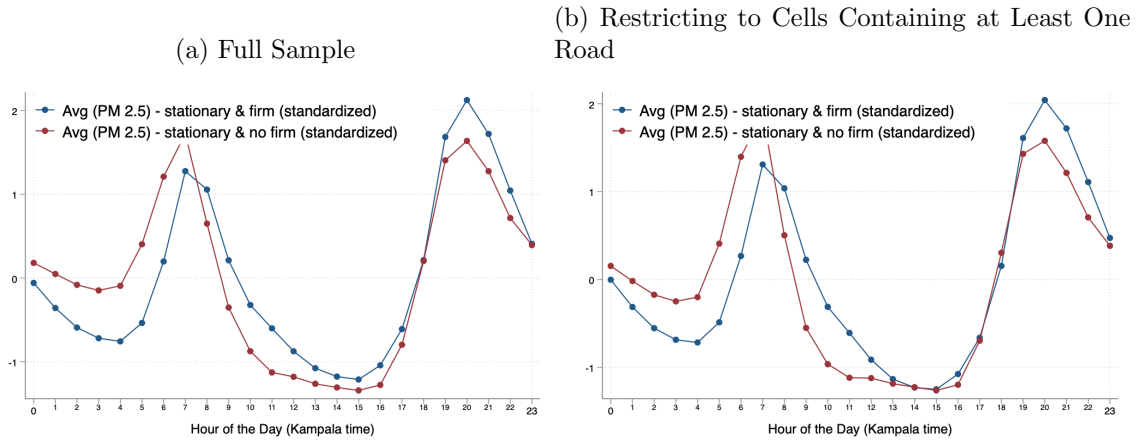 (a) Full Sample
(b) Restricting to Cells Containing at Least One
Road
Avg (PM 2.5) - stationary & firm (standardized)
Avg (PM 2.5) - stationary & no firm (standardized)
2
1
0
-1
0 1 2 3 4 5 6 7 8 9 10 11 12 13 14 15 16 17 18 19 20 21 22 23
Hour of the Day (Kampala time)
Avg (PM 2.5) - stationary & firm (standardized)
Avg (PM 2.5) - stationary & no firm (standardized)
2
1
0
-1
0 1 2 3 4 5 6 7 8 9 10 11 12 13 14 15 16 17 18 19 20 21 22 23
Hour of the Day (Kampala time)